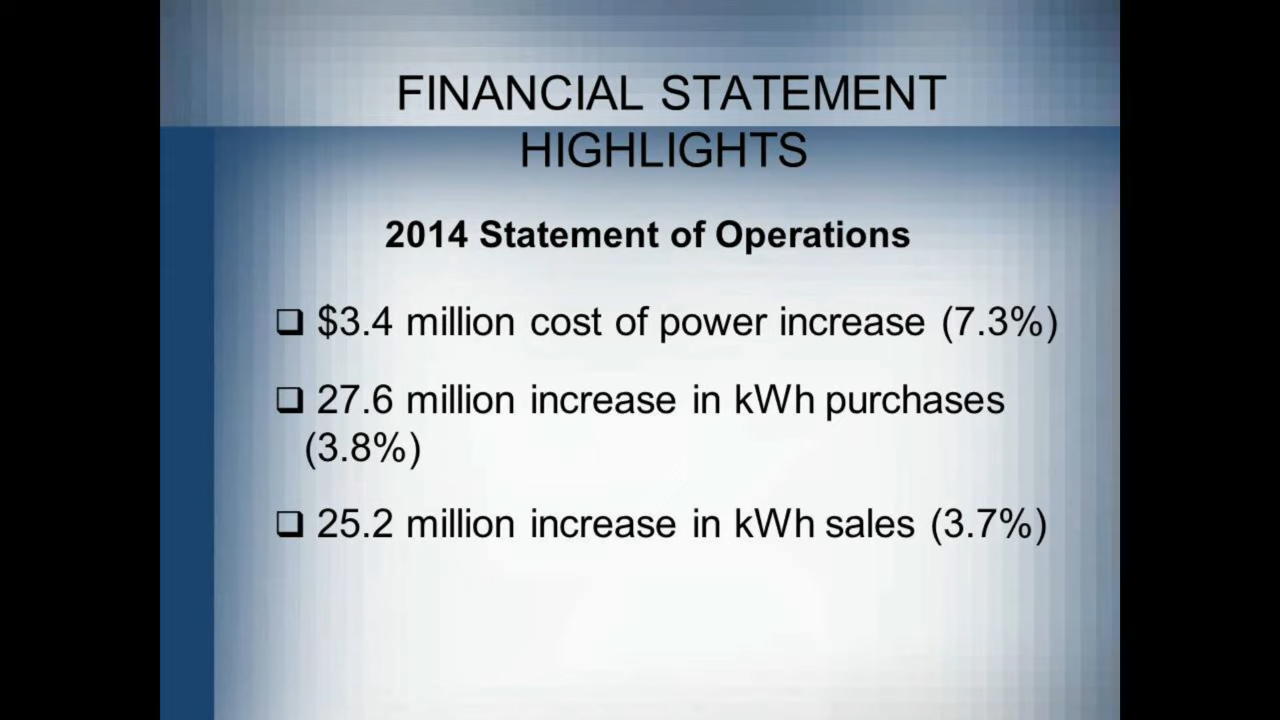 FINANCIAL STATEMENT
HIGHLIGHTS
2014 Statement of Operations
❑ $3.4 million cost of power increase (7.3%)
❑ 27.6 million increase in kWh purchases
(3.8%)
❑ 25.2 million increase in kWh sales (3.7%)